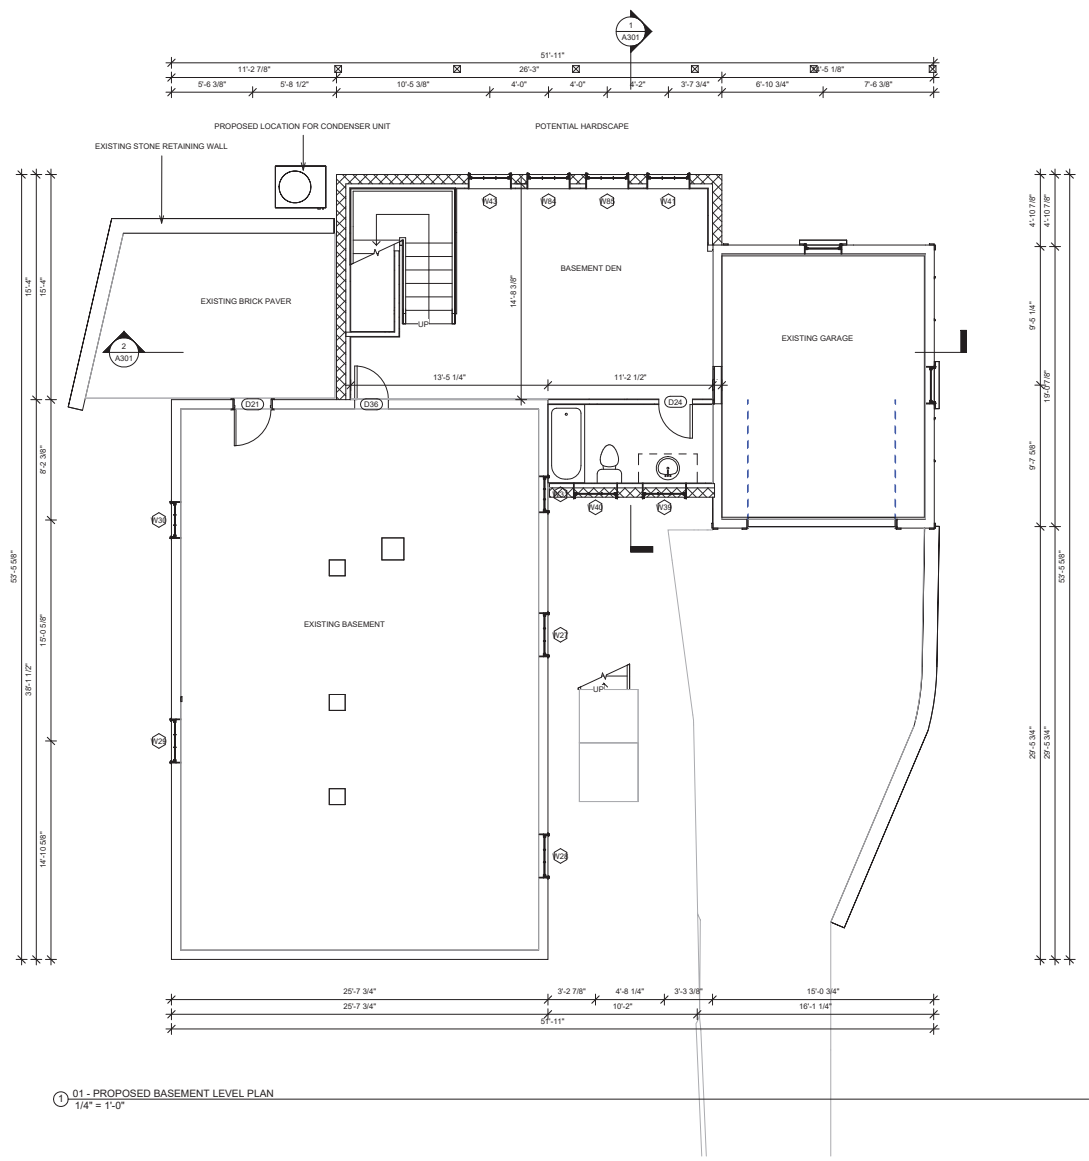 1
A301
51'-11"
11'-2 7/8"
26'-3"
5'-6 3/8"
5'-8 1/2"
10'-5 3/8"
4'-0"
4'-0"
4'-2"
3'-7 3/4"
6'-10 3/4"
7'-6 3/8"
PROPOSED LOCATION FOR CONDENSER UNIT
POTENTIAL HARDSCAPE
EXISTING STONE RETAINING WALL
W43
W84
W85
W41
4'-10 7/8"
4'-10 7/8"
BASEMENT DEN
14'-8 3/8"
15'-4"
15'-4"
EXISTING BRICK PAVER
UP
EXISTING GARAGE
9'-5 1/4"
2
A301
13'-5 1/4"
11'-2 1/2"
19'-0 7/8"
D21
D36
D24
8'-2 3/8"
9'-7 5/8"
W30
W40
W39
53'-5 5/8"
53'-5 5/8"
EXISTING BASEMENT
15'-0 5/8"
W27
38'-1 1/2"
UP
W29
29'-5 3/4"
29'-5 3/4"
14'-10 5/8"
W28
25'-7 3/4"
3'-2 7/8"
4'-8 1/4"
3'-3 3/8"
15'-0 3/4"
25'-7 3/4"
10'-2"
16'-1 1/4"
51'-11"
1
01 - PROPOSED BASEMENT LEVEL PLAN
1/4" = 1'-0"